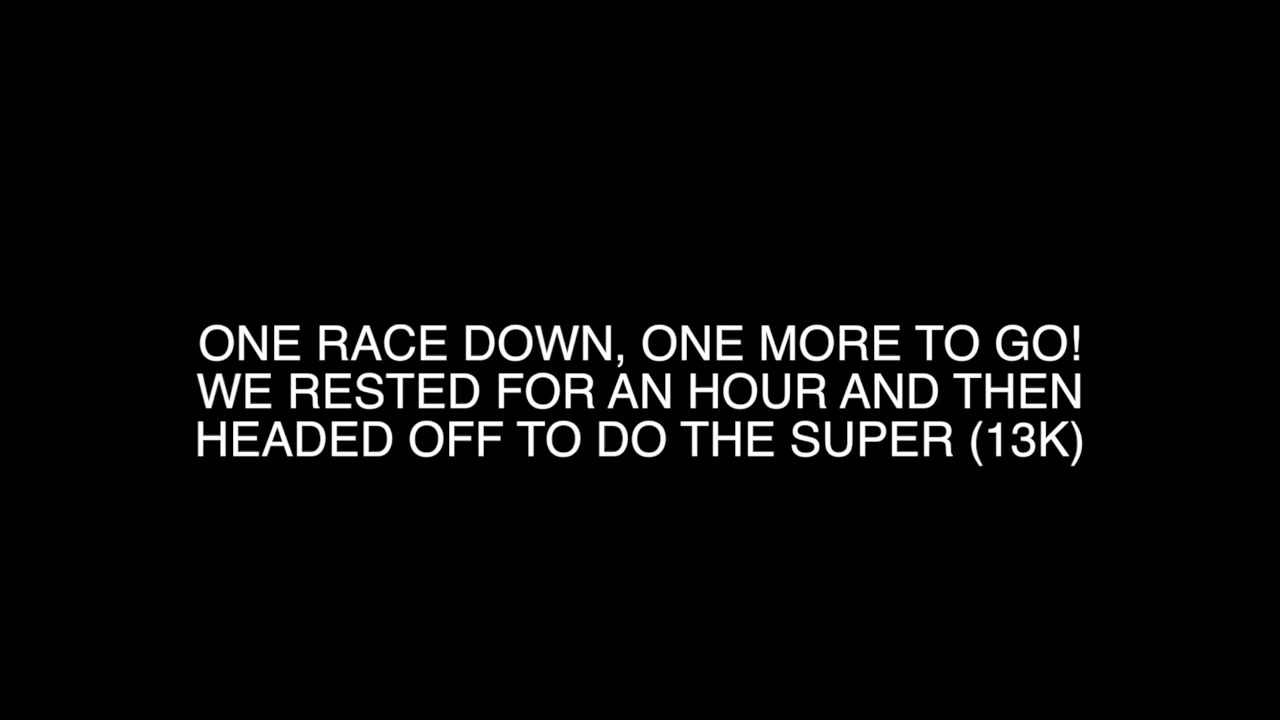 ONE RACE DOWN, ONE MORE TO GO!
WE RESTED FOR AN HOUR AND THEN
HEADED OFF TO DO THE SUPER (13K)